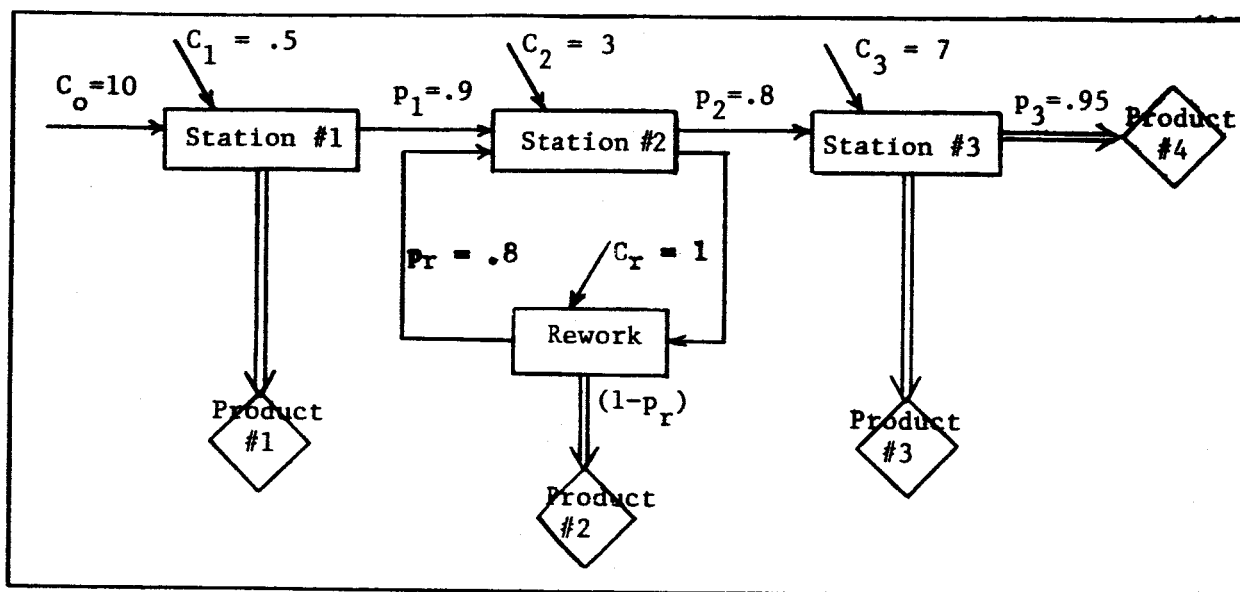 C1 = .5
C2 = 3
C3 = 7
Co=10
p1=.9
p2=.8
p3=.95
Station #1
Station #2
Station #3
Product
#4
pr = .8
Cr = 1
Rework
(1-pr)
Product
#1
Product
#2
Product
#3